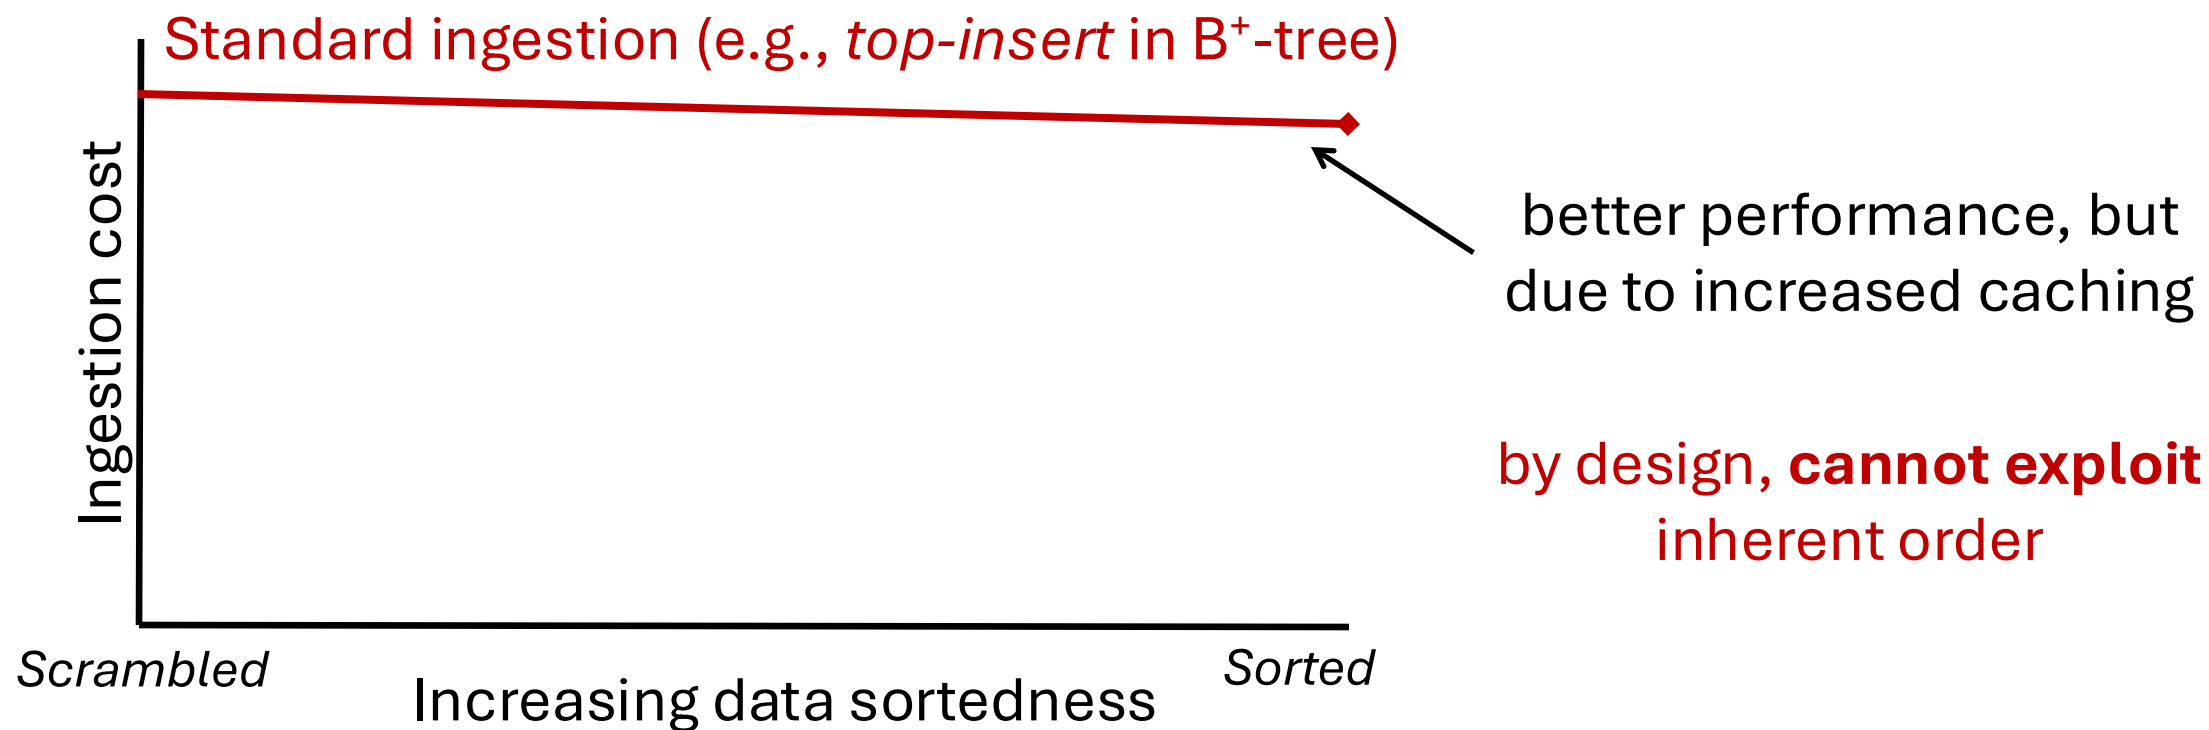 Standard ingestion (e.g., top-insert in B⁺-tree)
Ingestion cost
better performance, but
due to increased caching
by design, cannot exploit
inherent order
Scrambled
Sorted
Increasing data sortedness